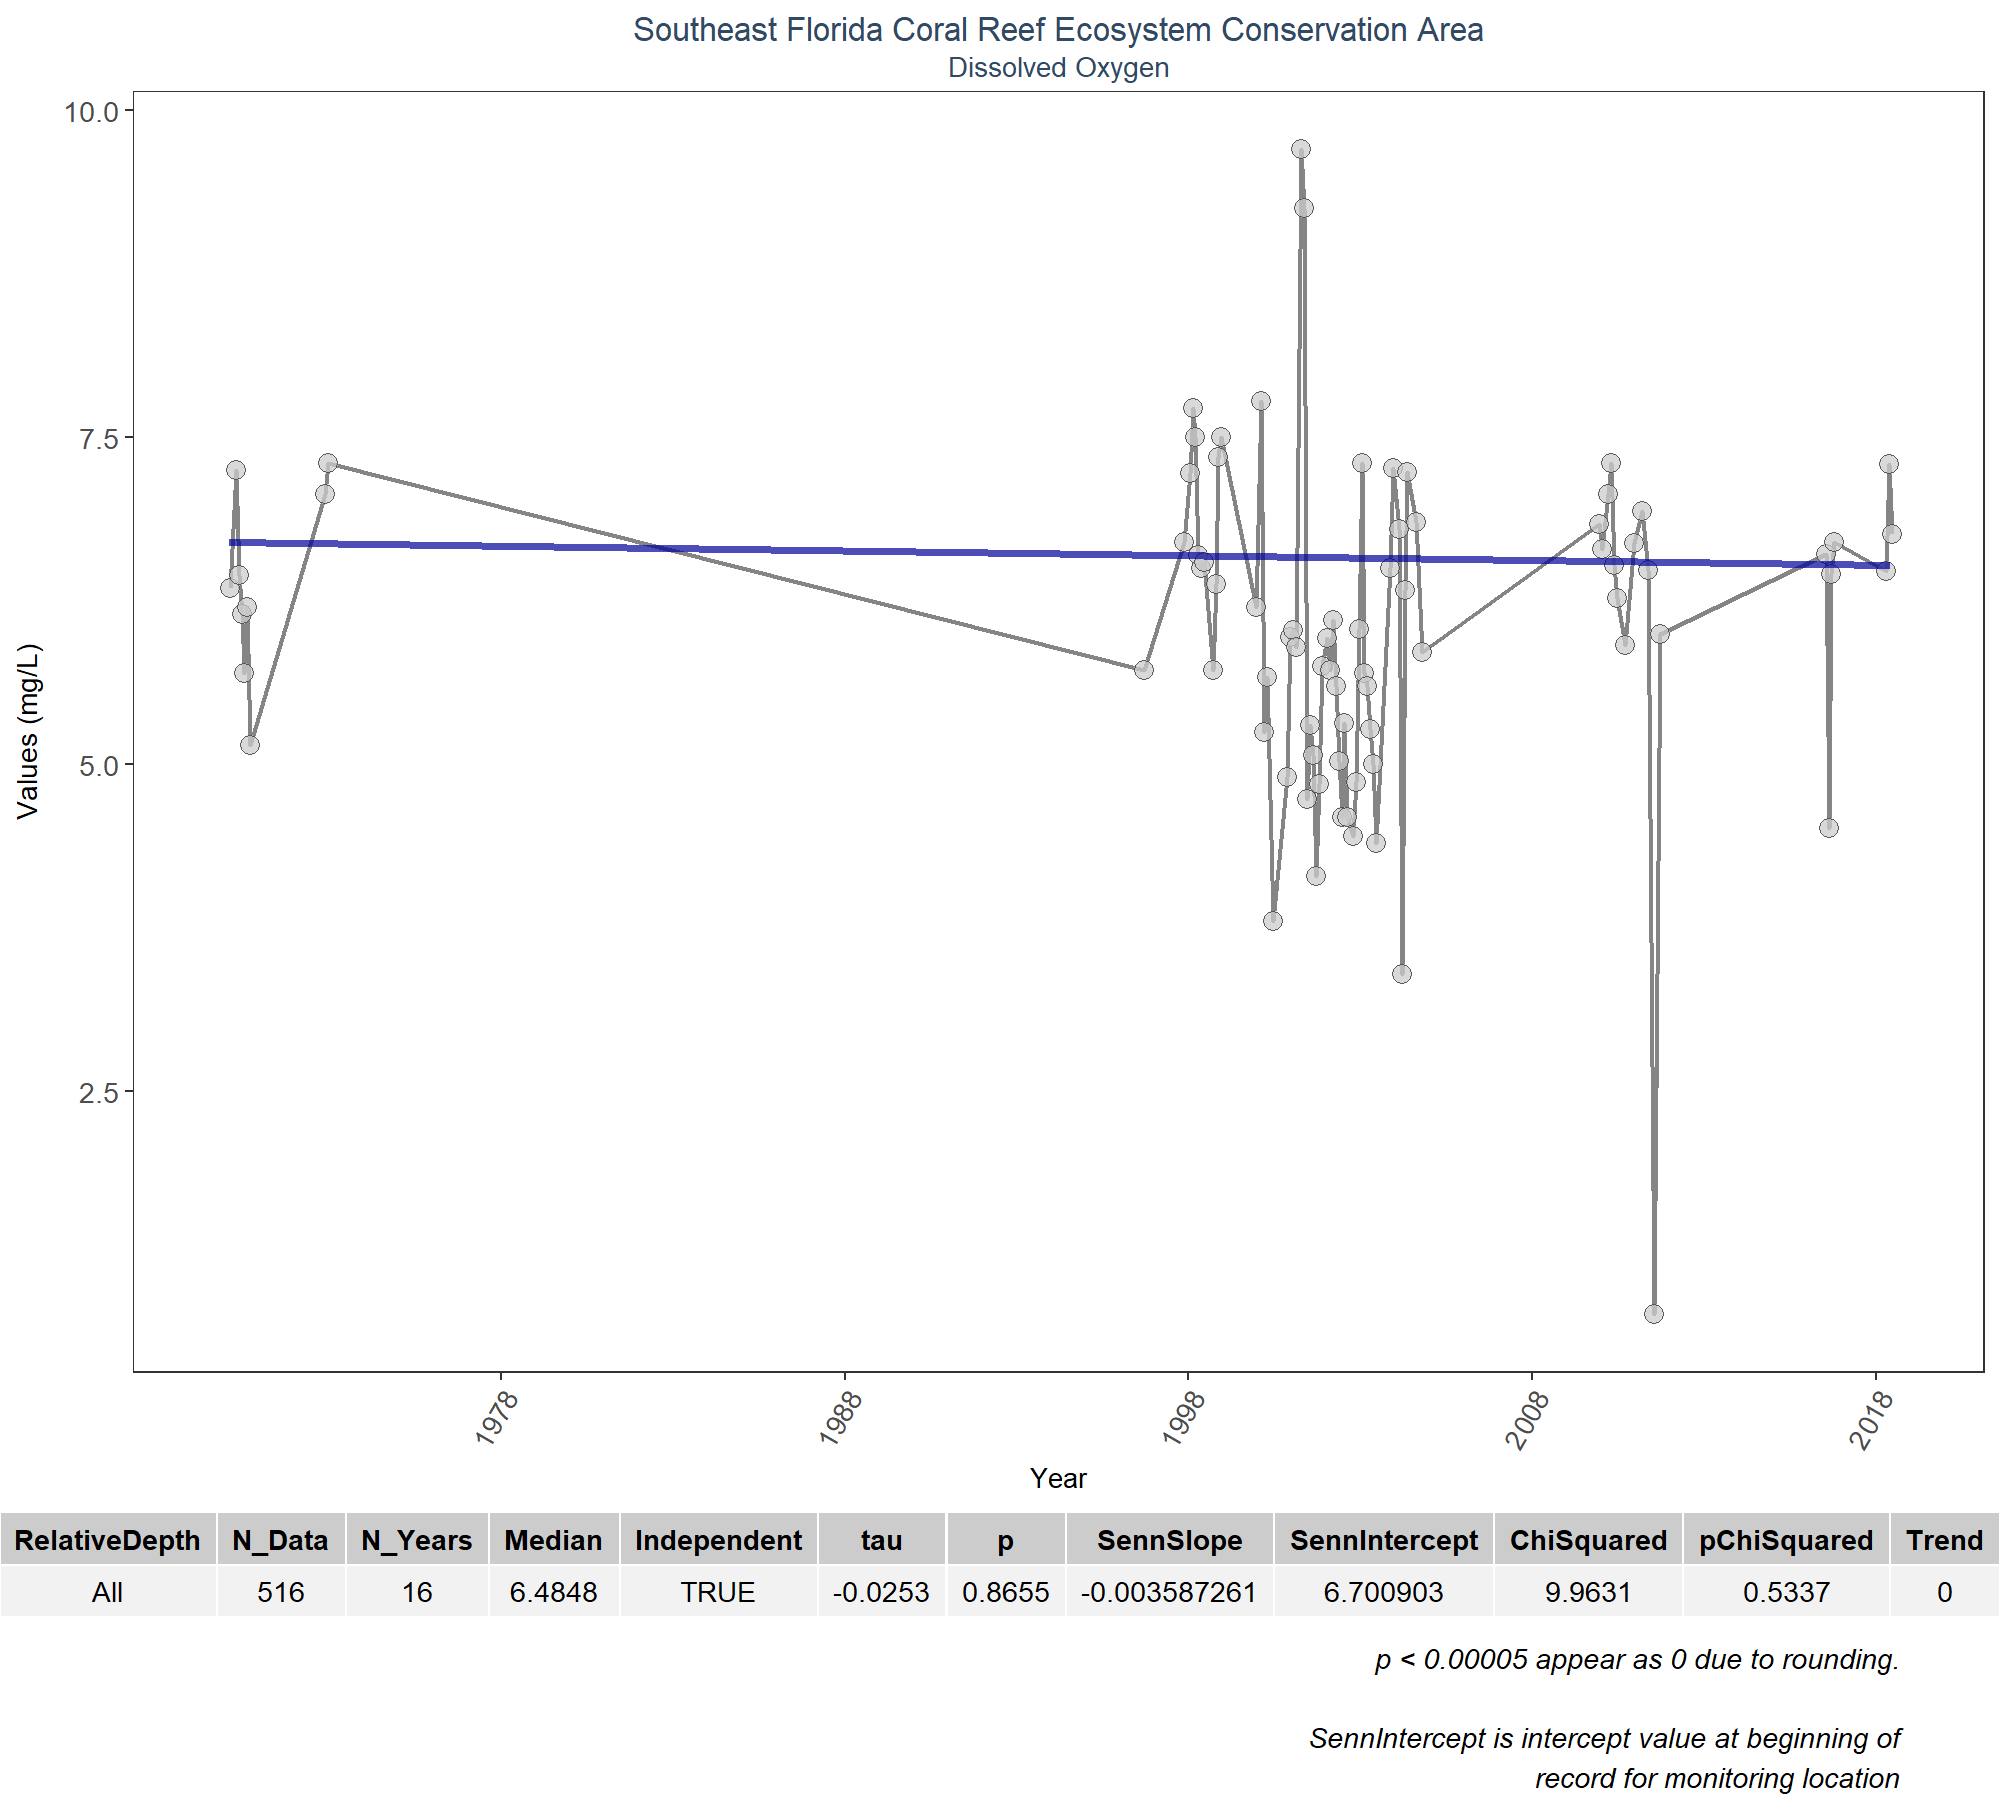 Southeast Florida Coral Reef Ecosystem Conservation Area
Dissolved Oxygen
10.0
7.5
5.0
2.5
Values (mg/L)
1978
1988
1998
2008
2018
Year
RelativeDepth N_Data N_Years Median Independent tau p SennSlope SennIntercept ChiSquared pChiSquared Trend
All 516 16 6.4848 TRUE -0.0253 0.8655 -0.003587261 6.700903 9.9631 0.5337 0
p < 0.00005 appear as 0 due to rounding.
SennIntercept is intercept value at beginning of
record for monitoring location